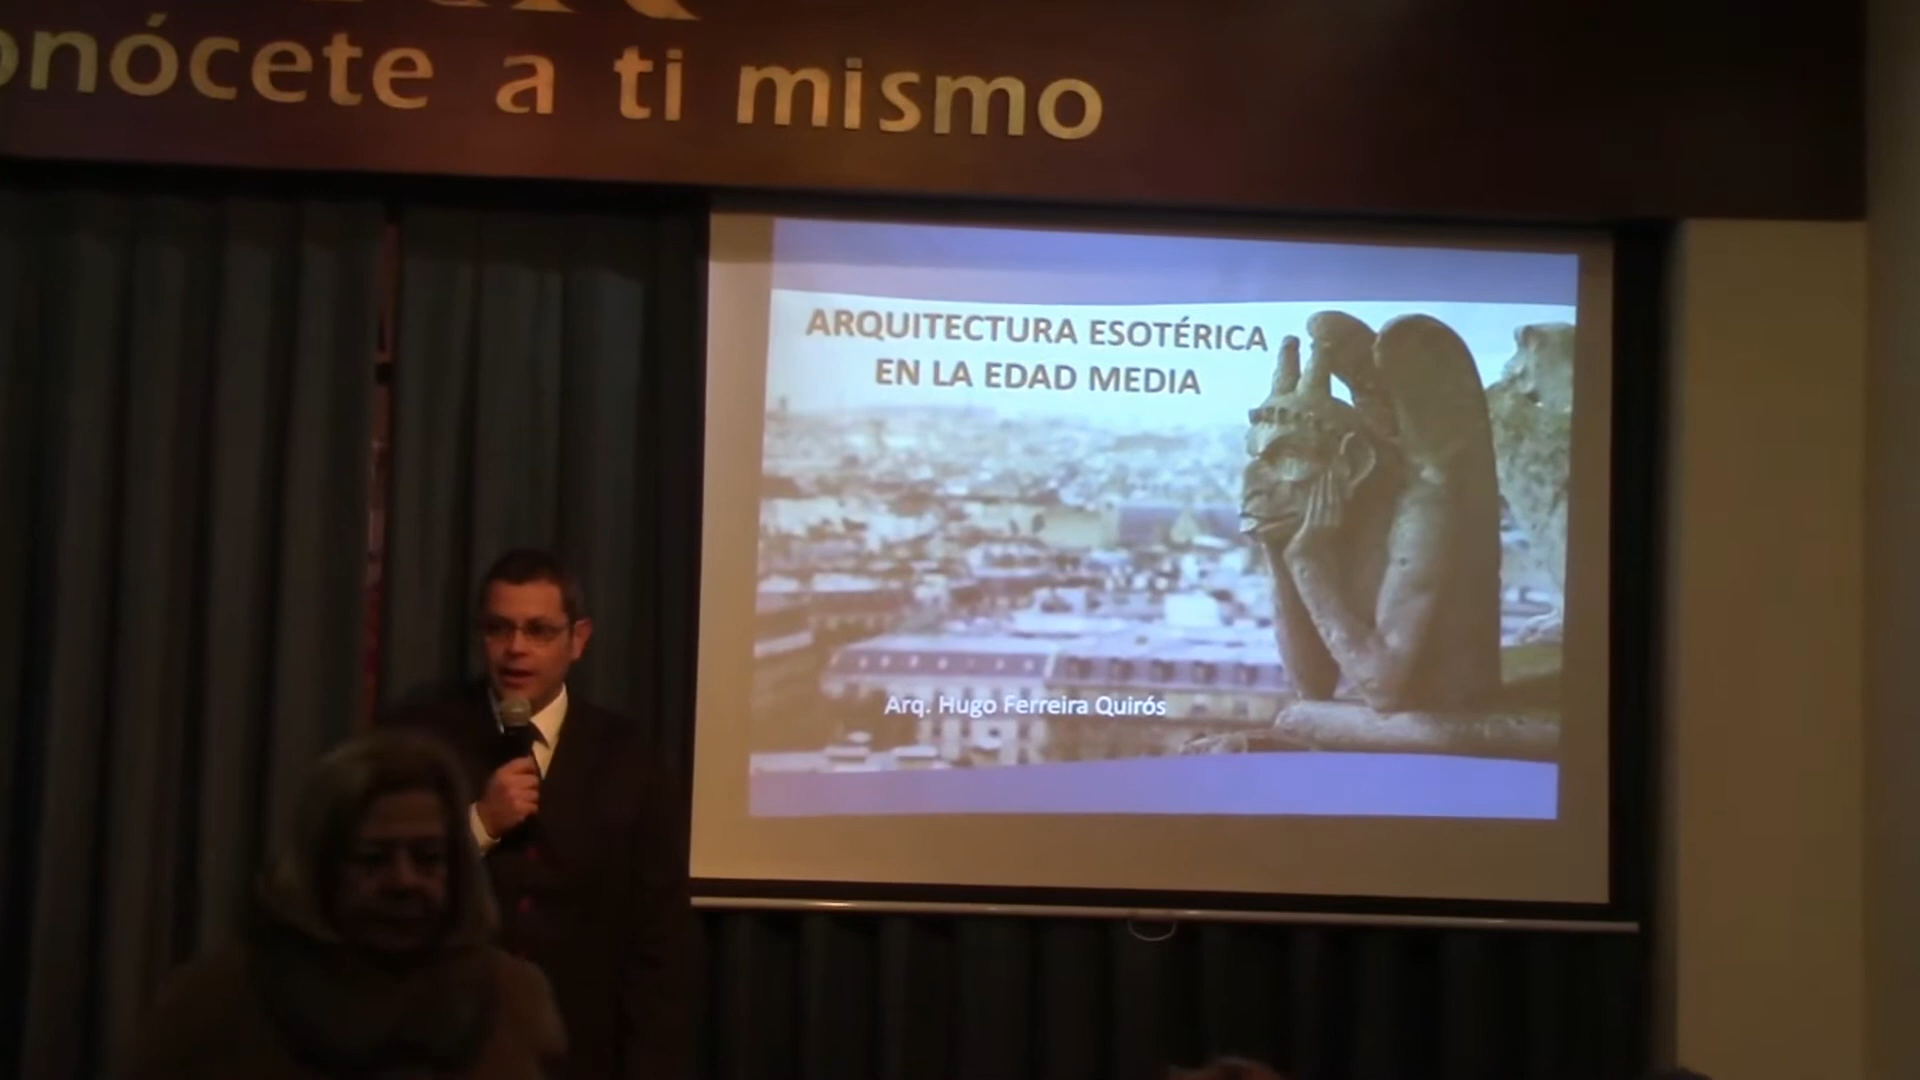 onócete a ti mismo
ARQUITECTURA ESOTÉRICA
EN LA EDAD MEDIA
Arq. Hugo Ferreira Quirós